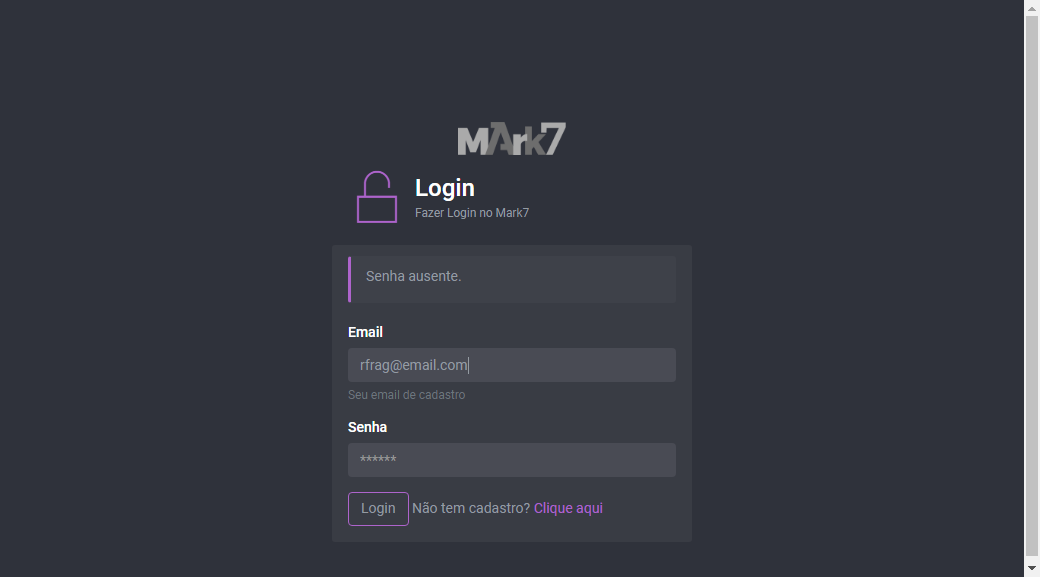 MArk7
Login
Fazer Login no Mark7
Senha ausente.
Email
rfrag@email.com
Seu email de cadastro
Senha
******
Login Não tem cadastro? Clique aqui